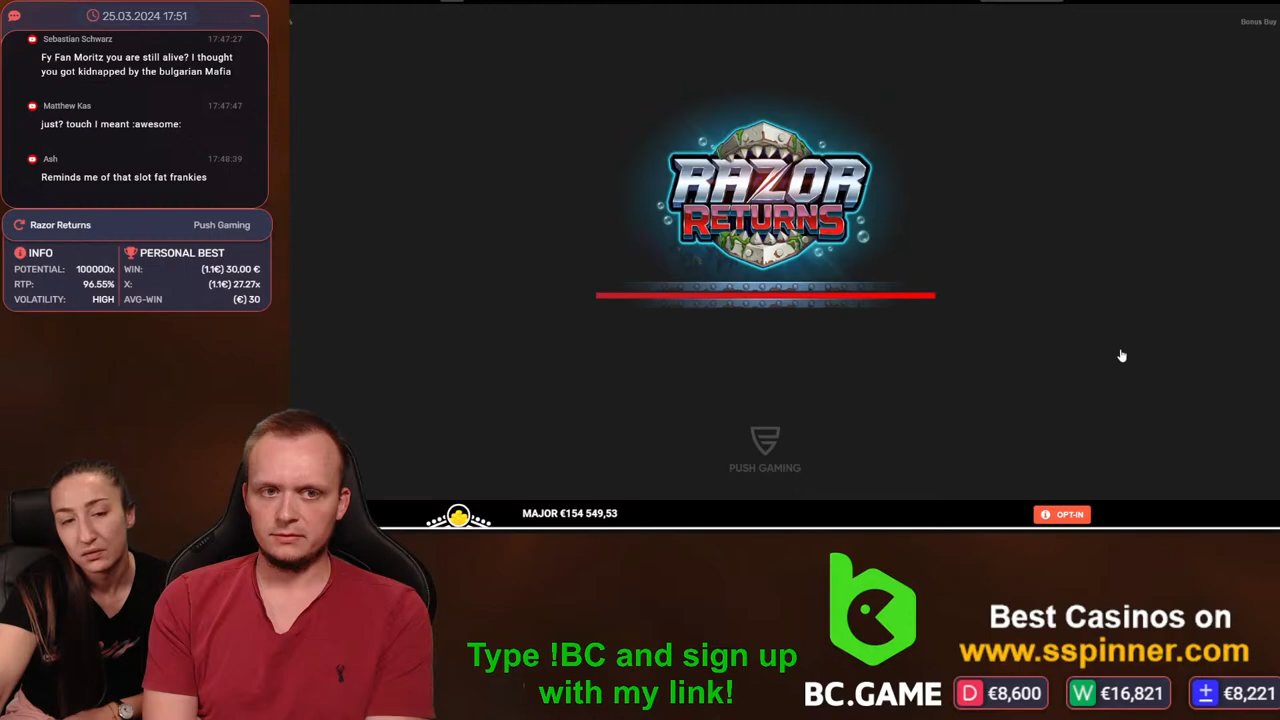 25.03.2024 17:51
Sebastian Schwarz 17:47:27
Fy Fan Moritz you are still alive? I thought
you got kidnapped by the bulgarian Mafia
Matthew Kas 17:47:47
just? touch I meant :awesome:
Ash 17:48:39
Reminds me of that slot fat frankies
Razor Returns Push Gaming
INFO PERSONAL BEST
POTENTIAL: 100000x WIN: (1.1€) 30,00 €
RTP: 96.55% X: (1.1€) 27.27x
VOLATILITY: HIGH AVG-WIN (€) 30
Bonus Buy
RAZOR
RETURNS
PUSH GAMING
MAJOR €154 549,53
OPT-IN
Type !BC and sign up
with my link!
BC.GAME
Best Casinos on
www.sspinner.com
D €8,600 W €16,821 ± €8,221